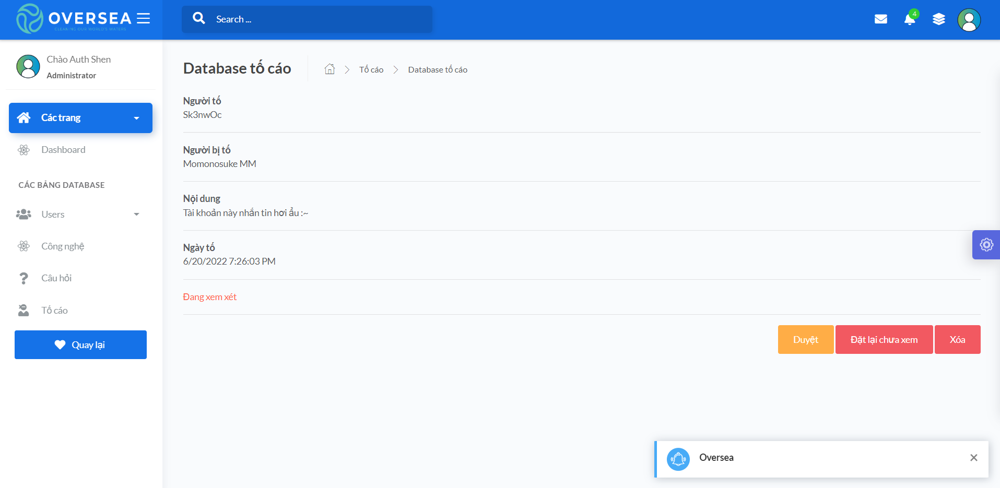 OVERSEA
CLEANING OUR WORLD'S WATERS
Search ...
4
Chào Auth Shen
Administrator
Các trang
Dashboard
CÁC BẢNG DATABASE
Users
Công nghệ
Câu hỏi
Tố cáo
Quay lại
Database tố cáo
Tố cáo
Database tố cáo
Người tố
Sk3nwOc
Người bị tố
Momonosuke MM
Nội dung
Tài khoản này nhắn tin hơi ẩu :~
Ngày tố
6/20/2022 7:26:03 PM
Đang xem xét
Duyệt
Đặt lại chưa xem
Xóa
Oversea